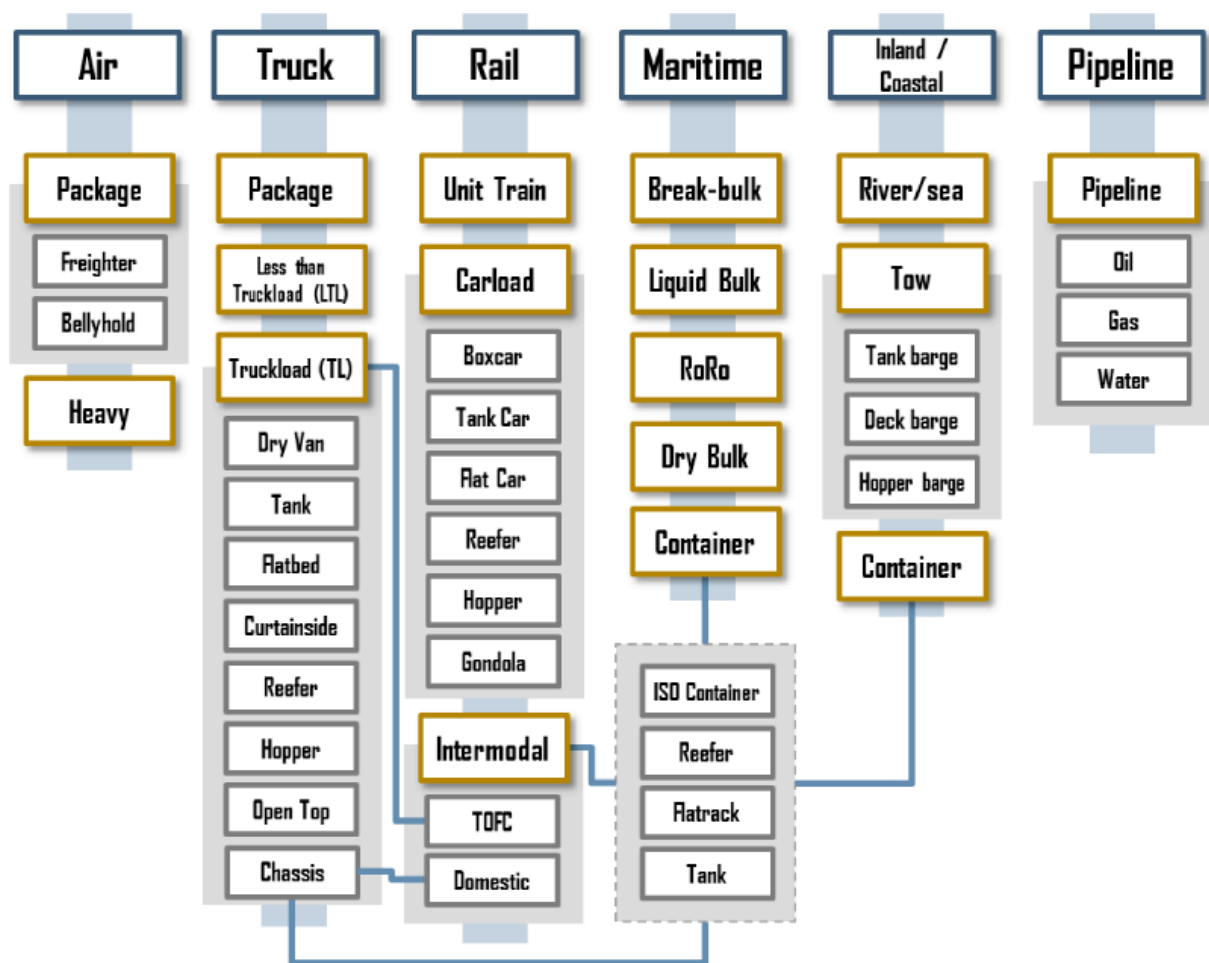 Air
Truck
Rail
Maritime
Inland /
Coastal
Pipeline
Package
Freighter
Bellyhold
Heavy
Package
Less than
Truckload (LTL)
Truckload (TL)
Dry Van
Tank
Flatbed
Curtainside
Reefer
Hopper
Open Top
Chassis
Unit Train
Carload
Boxcar
Tank Car
Flat Car
Reefer
Hopper
Gondola
Intermodal
TOFC
Domestic
Break-bulk
Liquid Bulk
RoRo
Dry Bulk
Container
ISO Container
Reefer
Flatrack
Tank
River/sea
Tow
Tank barge
Deck barge
Hopper barge
Container
Pipeline
Oil
Gas
Water